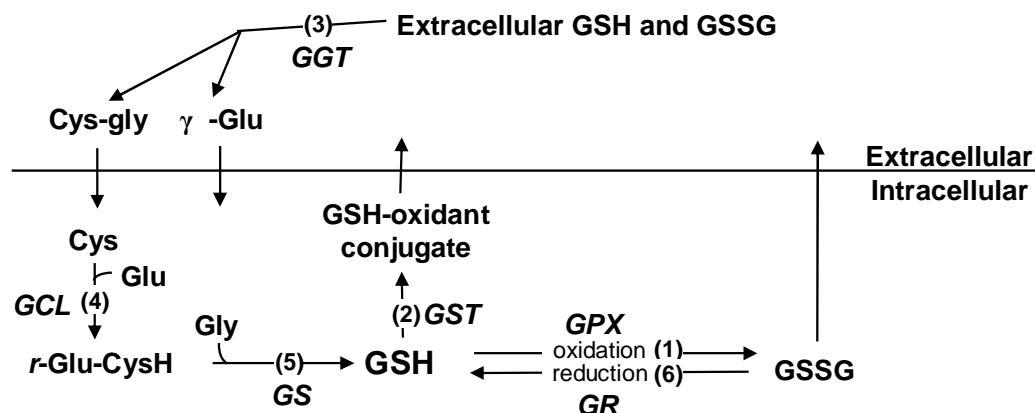 (3) Extracellular GSH and GSSG
GGT
Cys-gly γ -Glu
Extracellular
Intracellular
GSH-oxidant
conjugate
Cys
Glu
GCL (4)
(2) GST
Gly
GPX
r-Glu-CysH
(5)
GS
GSH
oxidation (1)
reduction (6)
GSSG
GR